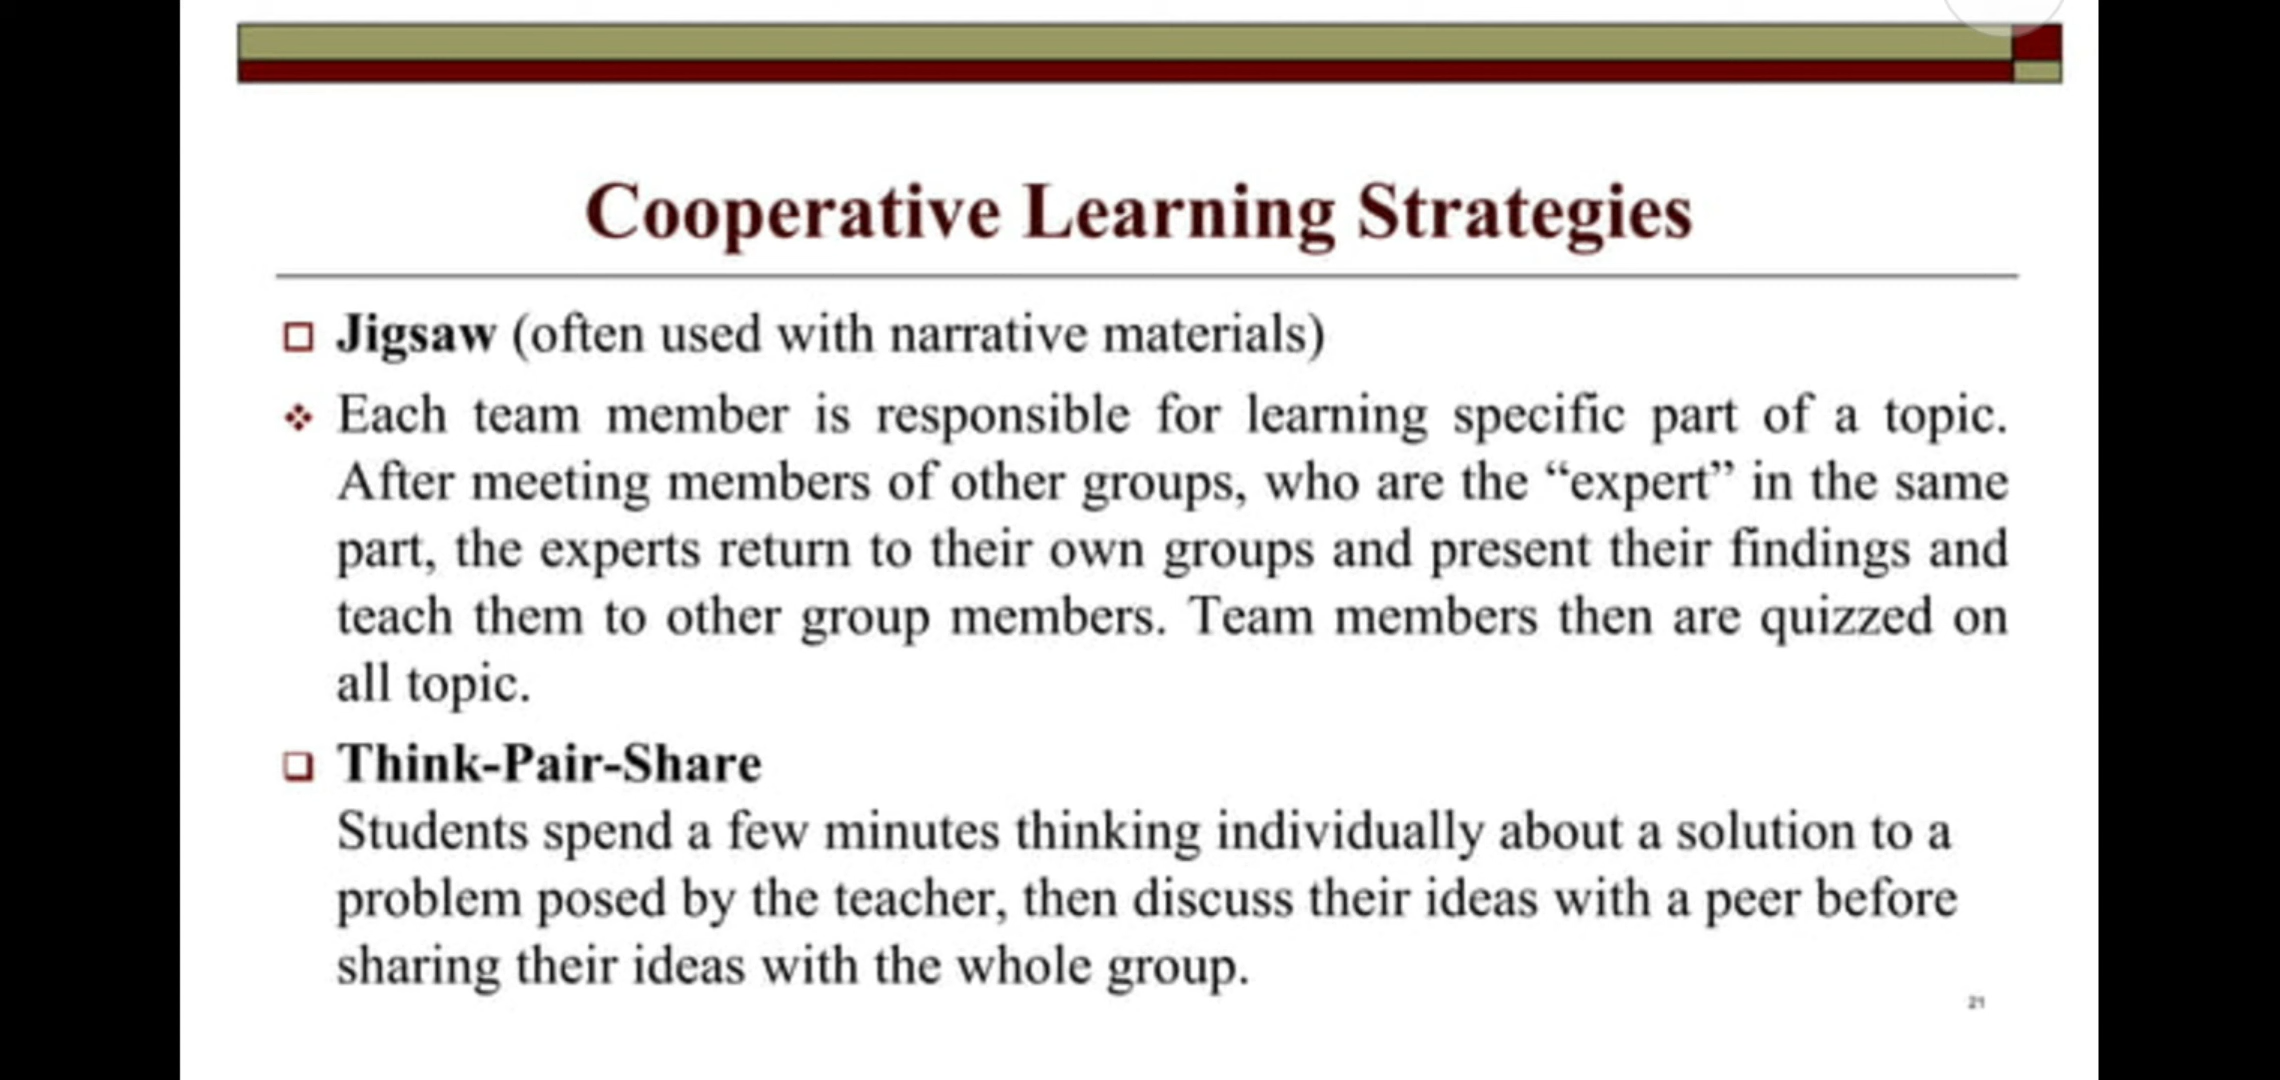 Cooperative Learning Strategies
Jigsaw (often used with narrative materials)
Each team member is responsible for learning specific part of a topic.
After meeting members of other groups, who are the “expert” in the same
part, the experts return to their own groups and present their findings and
teach them to other group members. Team members then are quizzed on
all topic.
Think-Pair-Share
Students spend a few minutes thinking individually about a solution to a
problem posed by the teacher, then discuss their ideas with a peer before
sharing their ideas with the whole group.
21